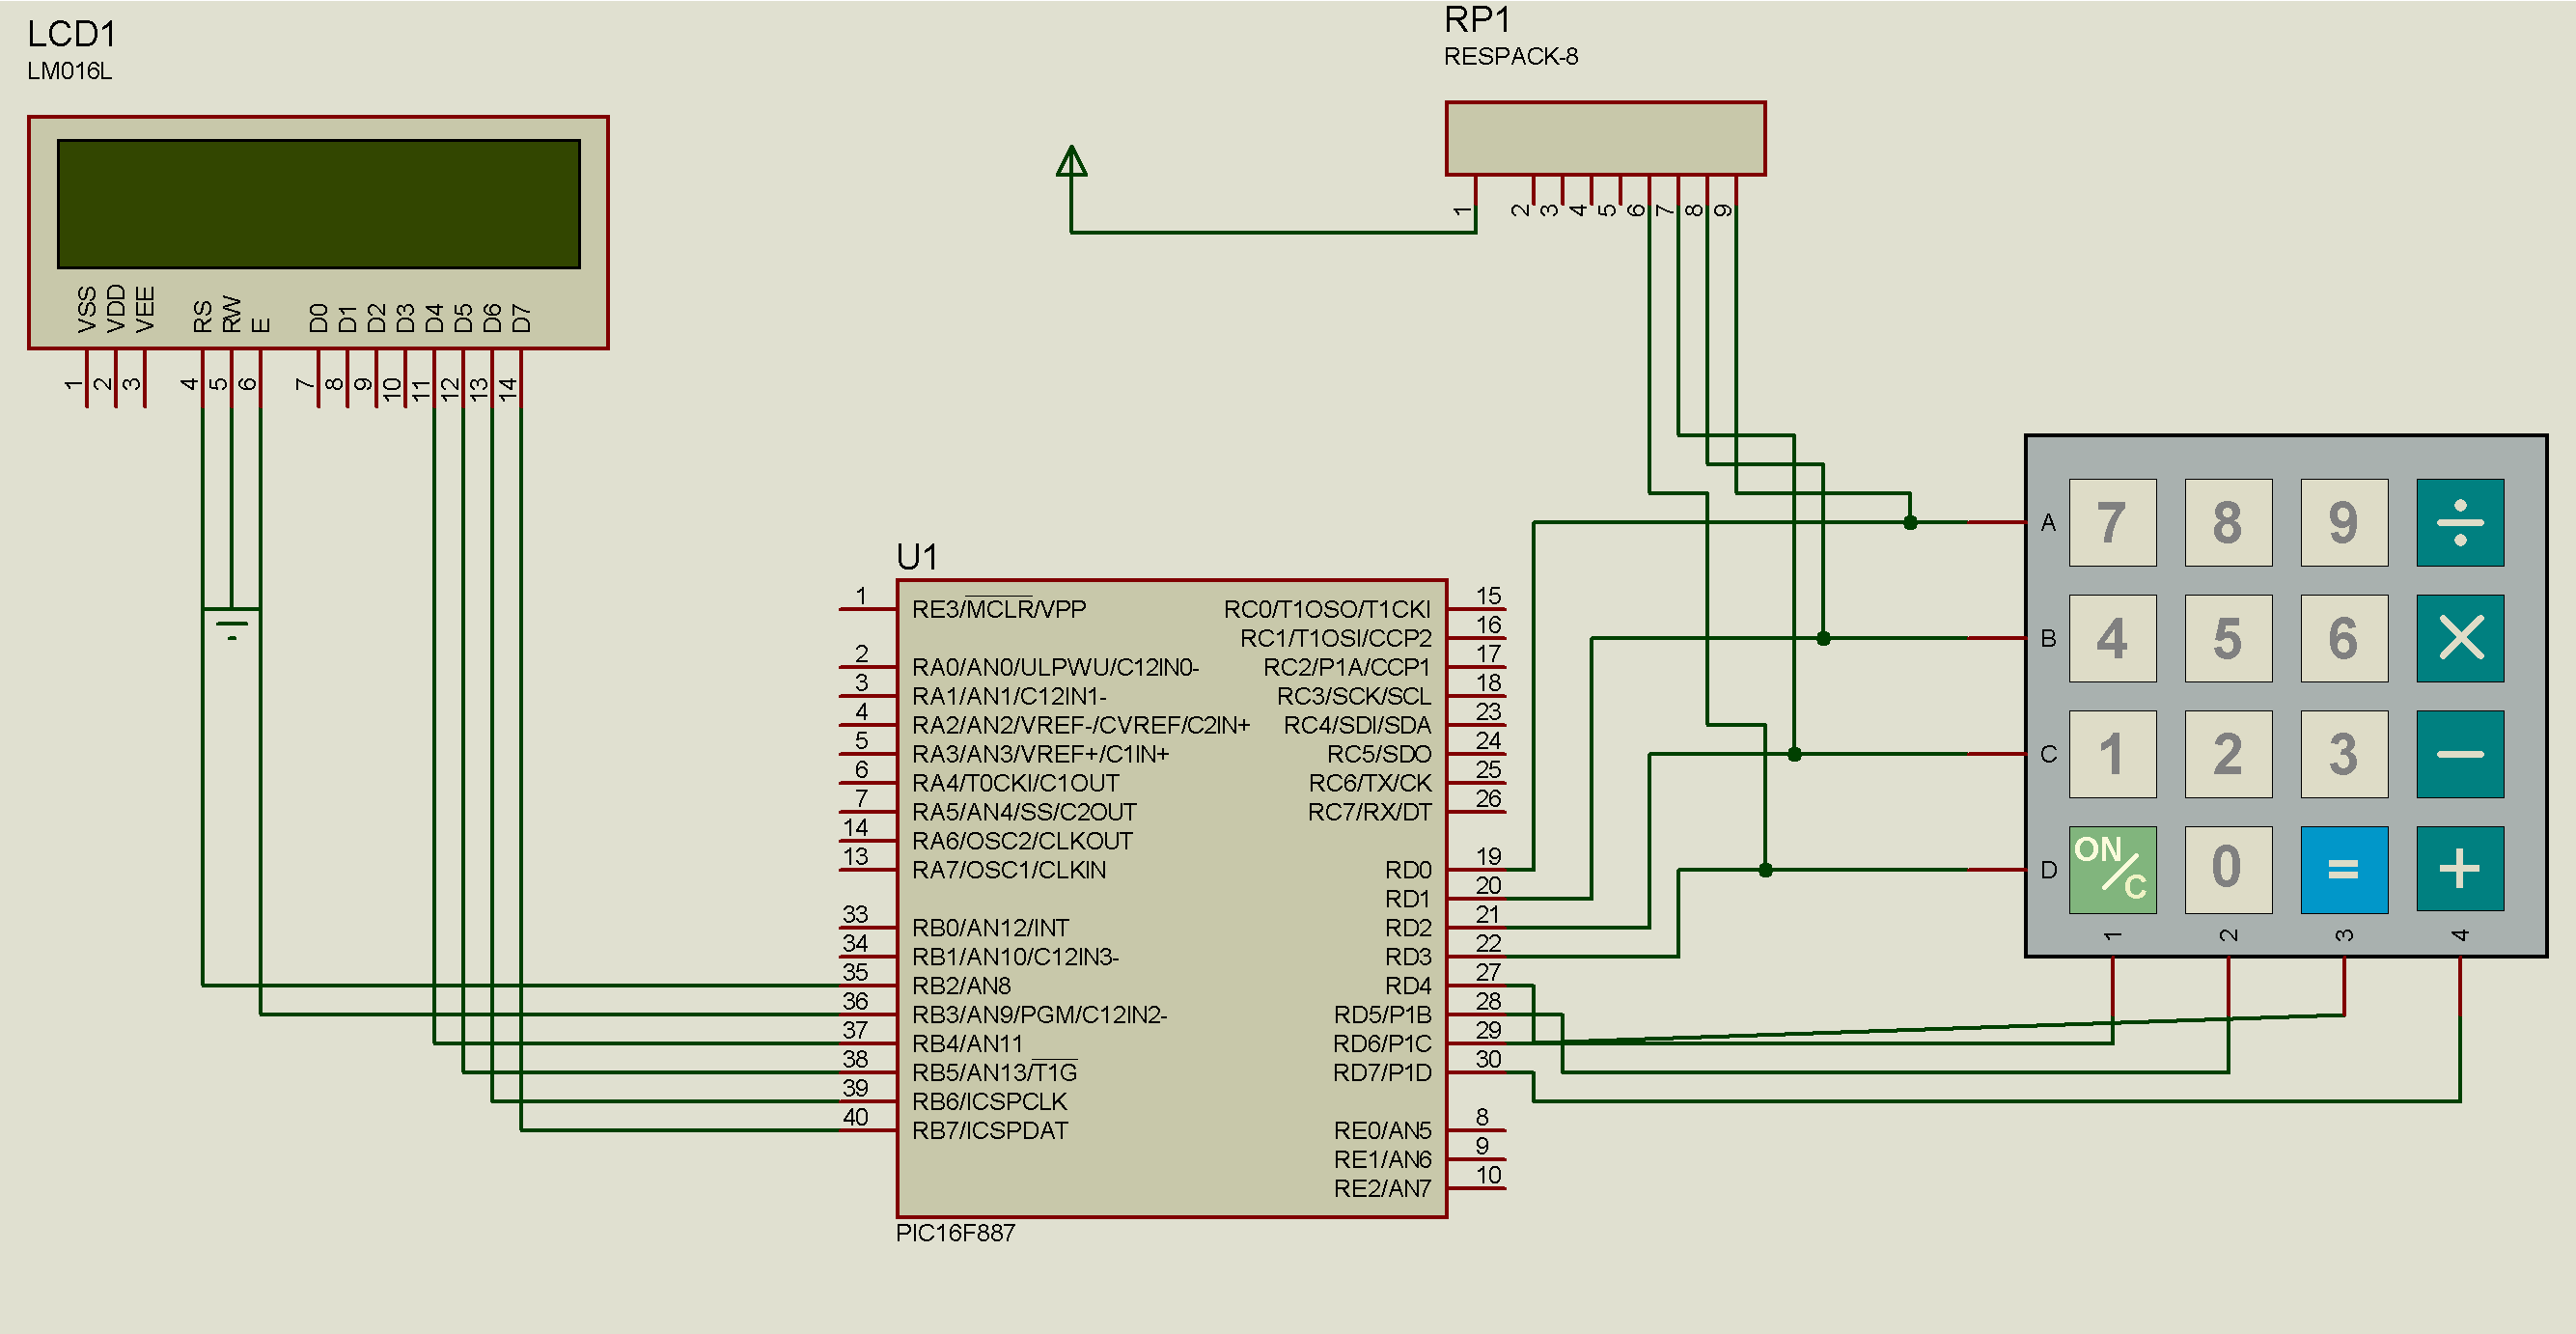 LCD1
LM016L
VSS
VDD
VEE
RS
RW
E
D0
D1
D2
D3
D4
D5
D6
D7
1
2
3
4
5
6
7
8
9
10
11
12
13
14
RP1
RESPACK-8
1
2
3
4
5
6
7
8
9
U1
1 RE3/MCLR/VPP
2 RA0/AN0/ULPWU/C12IN0-
3 RA1/AN1/C12IN1-
4 RA2/AN2/VREF-/CVREF/C2IN+
5 RA3/AN3/VREF+/C1IN+
6 RA4/T0CKI/C1OUT
7 RA5/AN4/SS/C2OUT
14 RA6/OSC2/CLKOUT
13 RA7/OSC1/CLKIN
33 RB0/AN12/INT
34 RB1/AN10/C12IN3-
35 RB2/AN8
36 RB3/AN9/PGM/C12IN2-
37 RB4/AN11
38 RB5/AN13/T1G
39 RB6/ICSPCLK
40 RB7/ICSPDAT
RC0/T1OSO/T1CKI 15
RC1/T1OSI/CCP2 16
RC2/P1A/CCP1 17
RC3/SCK/SCL 18
RC4/SDI/SDA 23
RC5/SDO 24
RC6/TX/CK 25
RC7/RX/DT 26
RD0 19
RD1 20
RD2 21
RD3 22
RD4 27
RD5/P1B 28
RD6/P1C 29
RD7/P1D 30
RE0/AN5 8
RE1/AN6 9
RE2/AN7 10
PIC16F887
A 7 8 9 ÷
B 4 5 6 ×
C 1 2 3 −
D ON/C 0 = +
1 2 3 4